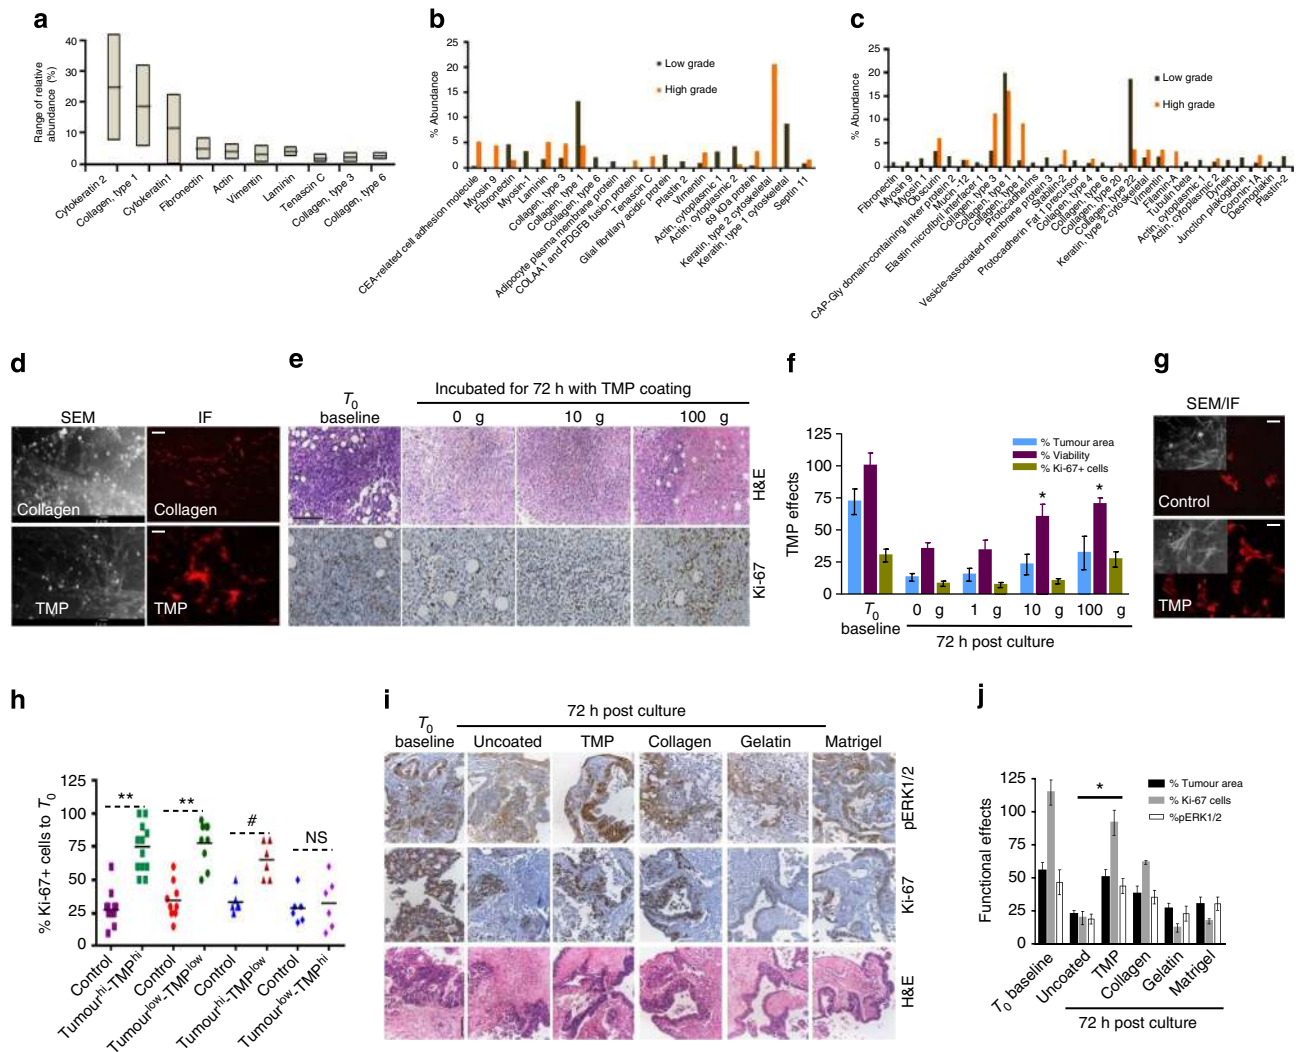 a
Range of relative
abundance (%)
40
30
20
10
0
Cytokeratin 2
Collagen, type 1
Cytokeratin1
Fibronectin
Actin
Vimentin
Laminin
Tenascin C
Collagen, type 3
Collagen, type 6
b
% Abundance
25
20
15
10
5
0
Low grade
High grade
CEA-related cell adhesion molecule
Myosin 9
Fibronectin
Myosin-1
Laminin
Collagen, type 3
Collagen, type 1
Collagen type 6
Adipocyte plasma membrane protein
COLAA1 and PDGFB fusion protein
Tenascin C
Glial fibrillary acidic protein
Plastin 2
Vimentin
Actin, cytoplasmic 1
Actin, cytoplasmic 2
69 kDa protein
Keratin, type 2 cytoskeletal
Keratin, type 1 cytoskeletal
Septin 11
c
% Abundance
25
20
15
10
5
0
Low grade
High grade
Fibronectin
Myosin 9
Myosin 1
Obscurin
CAP-Gly domain-containing linker protein 2
Mucin-12
Elastin microfibril interfacer 1
Collagen, type 3
Collagen, type 1
Collagen, type 1
Vesicle-associated membrane protein 3
Protocadherins
Stabilin-2
Protocadherin Fat 1 precursor
Collagen, type 4
Collagen, type 6
Collagen, type 20
Collagen, type 22
Keratin, type 2 cytoskeletal
Vimentin
Filamin-A
Tubulin beta
Actin, cytoplasmic 1
Actin, cytoplasmic 2
Dynein
Junction plakoglobin
Coronin 1A
Desmoplakin
Plastin-2
d
SEM
IF
Collagen
Collagen
TMP
TMP
e
T0
baseline
Incubated for 72 h with TMP coating
0 g
10 g
100 g
H&E
Ki-67
f
TMP effects
125
100
75
50
25
0
% Tumour area
% Viability
% Ki-67+ cells
*
*
T0
baseline
0 g
1 g
10 g
100 g
72 h post culture
g
SEM/IF
Control
TMP
h
% Ki-67+ cells to T0
125
100
75
50
25
0
**
**
#
NS
Control
Tumourhi-TMPhi
Control
Tumourlow-TMPlow
Control
Tumourhi-TMPlow
Control
Tumourlow-TMPhi
i
T0
baseline
72 h post culture
Uncoated
TMP
Collagen
Gelatin
Matrigel
pERK1/2
Ki-67
H&E
j
Functional effects
125
100
75
50
25
0
% Tumour area
% Ki-67 cells
%pERK1/2
*
T0 baseline
Uncoated
TMP
Collagen
Gelatin
Matrigel
72 h post culture